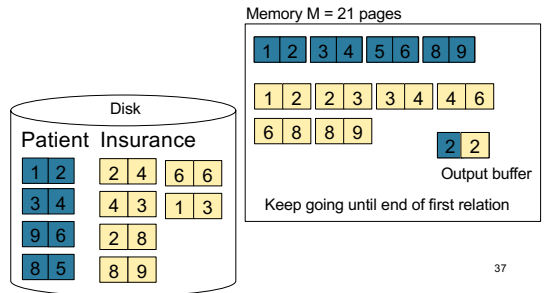 Memory M = 21 pages
1 2 3 4 5 6 8 9
1 2 2 3 3 4 4 6
6 8 8 9
2 2
Output buffer
Keep going until end of first relation
Disk
Patient Insurance
1 2 2 4 6 6
3 4 4 3 1 3
9 6 2 8
8 5 8 9
37